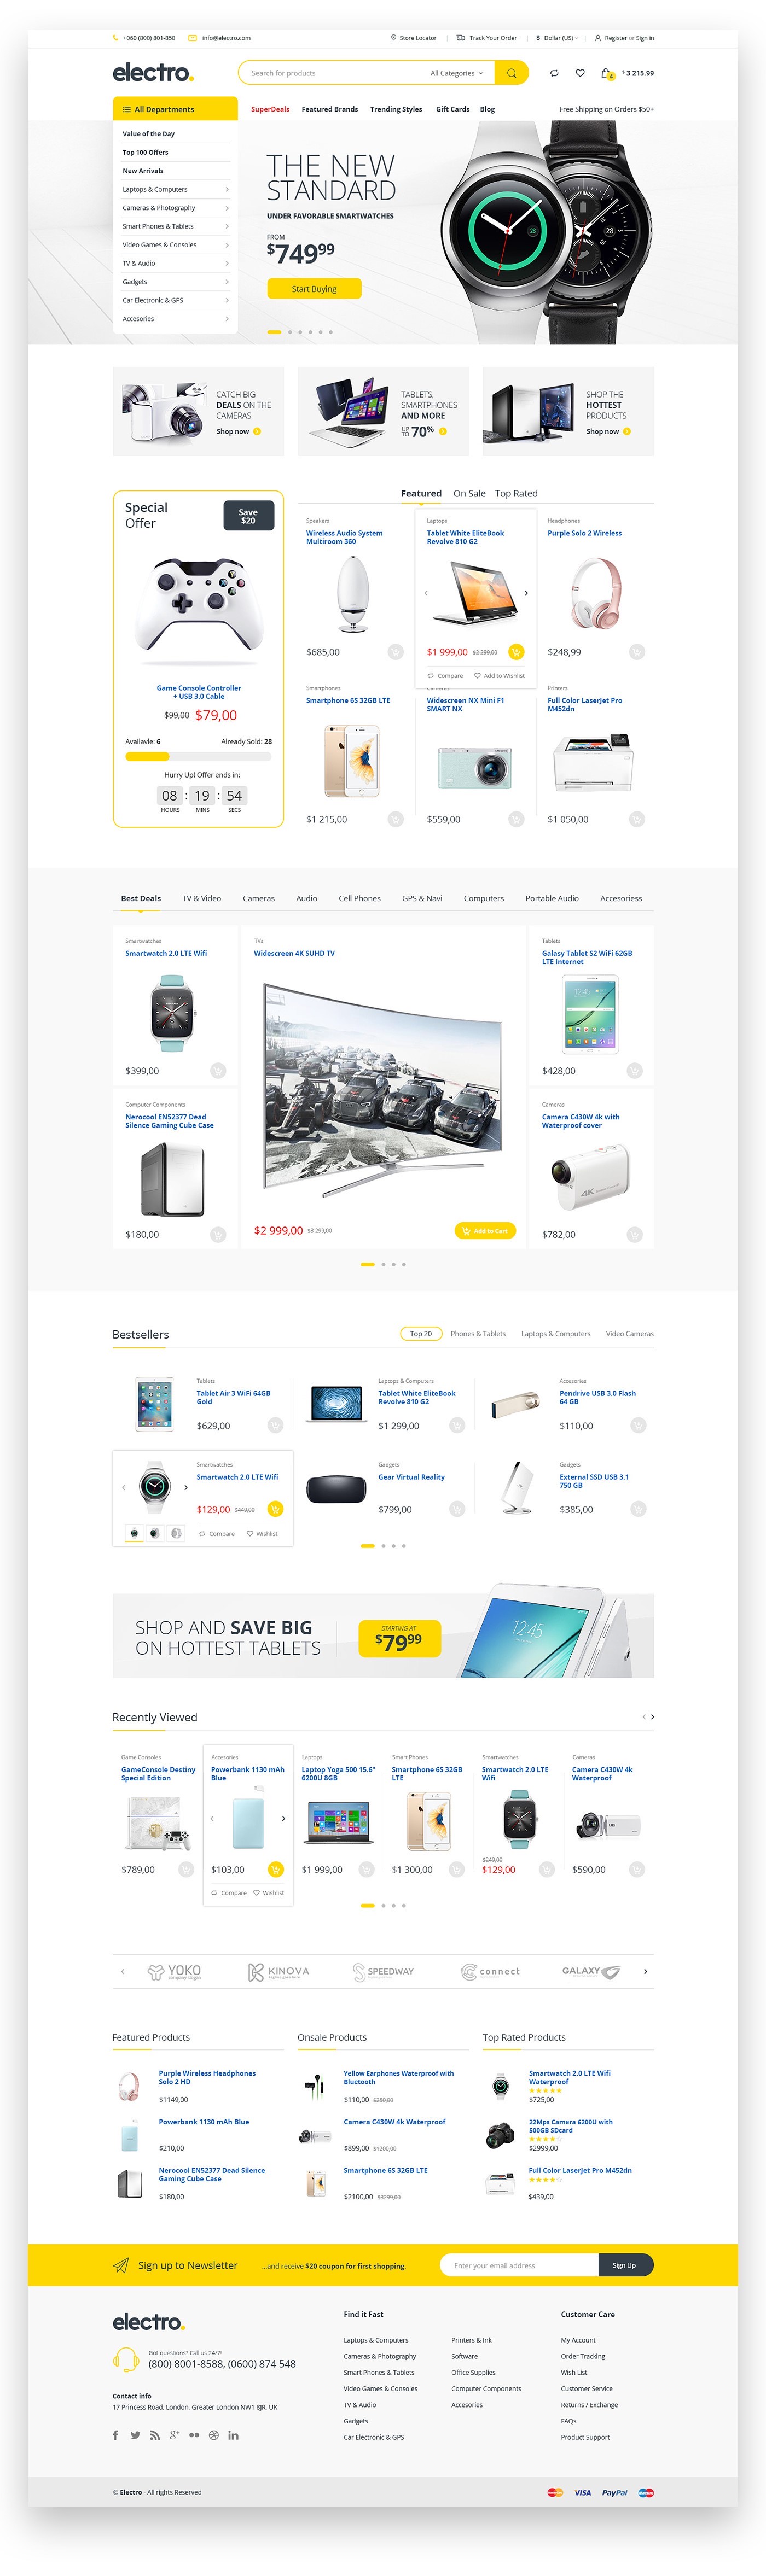 +060 (800) 801-858
info@electro.com
Store Locator
Track Your Order
$ Dollar (US)
Register or Sign in
electro.
Search for products
All Categories
4
$ 3 215.99
All Departments
SuperDeals
Featured Brands
Trending Styles
Gift Cards
Blog
Free Shipping on Orders $50+
Value of the Day
Top 100 Offers
New Arrivals
Laptops & Computers
Cameras & Photography
Smart Phones & Tablets
Video Games & Consoles
TV & Audio
Gadgets
Car Electronic & GPS
Accesories
THE NEW
STANDARD
UNDER FAVORABLE SMARTWATCHES
FROM
$749 99
Start Buying
28
28
CATCH BIG
DEALS ON THE
CAMERAS
Shop now
TABLETS,
SMARTPHONES
AND MORE
UP TO 70%
SHOP THE
HOTTEST
PRODUCTS
Shop now
Special
Offer
Save
$20
Game Console Controller
+ USB 3.0 Cable
$99,00 $79,00
Availavle: 6
Already Sold: 28
Hurry Up! Offer ends in:
08 : 19 : 54
HOURS MINS SECS
Featured
On Sale
Top Rated
Speakers
Wireless Audio System
Multiroom 360
$685,00
Laptops
Tablet White EliteBook
Revolve 810 G2
$1 999,00 $2 299,00
Compare
Add to Wishlist
Headphones
Purple Solo 2 Wireless
$248,99
Smartphones
Smartphone 6S 32GB LTE
$1 215,00
Cameras
Widescreen NX Mini F1
SMART NX
$559,00
Printers
Full Color LaserJet Pro
M452dn
$1 050,00
Best Deals
TV & Video
Cameras
Audio
Cell Phones
GPS & Navi
Computers
Portable Audio
Accesoriess
Smartwatches
Smartwatch 2.0 LTE Wifi
$399,00
Computer Components
Nerocool EN52377 Dead
Silence Gaming Cube Case
$180,00
TVs
Widescreen 4K SUHD TV
$2 999,00 $3 299,00
Add to Cart
Tablets
Galasy Tablet S2 WiFi 62GB
LTE Internet
$428,00
Cameras
Camera C430W 4k with
Waterproof cover
4K
$782,00
Bestsellers
Top 20
Phones & Tablets
Laptops & Computers
Video Cameras
Tablets
Tablet Air 3 WiFi 64GB
Gold
$629,00
Laptops & Computers
Tablet White EliteBook
Revolve 810 G2
$1 299,00
Accesories
Pendrive USB 3.0 Flash
64 GB
$110,00
Smartwatches
Smartwatch 2.0 LTE Wifi
$129,00 $449,00
Compare
Wishlist
Gadgets
Gear Virtual Reality
$799,00
Gadgets
External SSD USB 3.1
750 GB
$385,00
SHOP AND SAVE BIG
ON HOTTEST TABLETS
STARTING AT
$79 99
Recently Viewed
Game Consoles
GameConsole Destiny
Special Edition
$789,00
Accesories
Powerbank 1130 mAh
Blue
$103,00
Compare
Wishlist
Laptops
Laptop Yoga 500 15.6"
6200U 8GB
$1 999,00
Smart Phones
Smartphone 6S 32GB
LTE
$1 300,00
Smartwatches
Smartwatch 2.0 LTE
Wifi
$249,00
$129,00
Cameras
Camera C430W 4k
Waterproof
$590,00
YOKO
company slogan
KINOVA
SPEEDWAY
connect
GALAXY
Featured Products
Purple Wireless Headphones
Solo 2 HD
$1149,00
Powerbank 1130 mAh Blue
$210,00
Nerocool EN52377 Dead Silence
Gaming Cube Case
$180,00
Onsale Products
Yellow Earphones Waterproof with
Bluetooth
$110,00 $250,00
Camera C430W 4k Waterproof
$899,00 $1200,00
Smartphone 6S 32GB LTE
$2100,00 $3299,00
Top Rated Products
Smartwatch 2.0 LTE Wifi
Waterproof
$725,00
22Mps Camera 6200U with
500GB SDcard
$2999,00
Full Color LaserJet Pro M452dn
$439,00
Sign up to Newsletter
...and receive $20 coupon for first shopping.
Enter your email address
Sign Up
electro.
Got questions? Call us 24/7!
(800) 8001-8588, (0600) 874 548
Contact info
17 Princess Road, London, Greater London NW1 8JR, UK
Find it Fast
Laptops & Computers
Cameras & Photography
Smart Phones & Tablets
Video Games & Consoles
TV & Audio
Gadgets
Car Electronic & GPS
Printers & Ink
Software
Office Supplies
Computer Components
Accesories
Customer Care
My Account
Order Tracking
Wish List
Customer Service
Returns / Exchange
FAQs
Product Support
© Electro - All rights Reserved
MasterCard
VISA
PayPal
Maestro